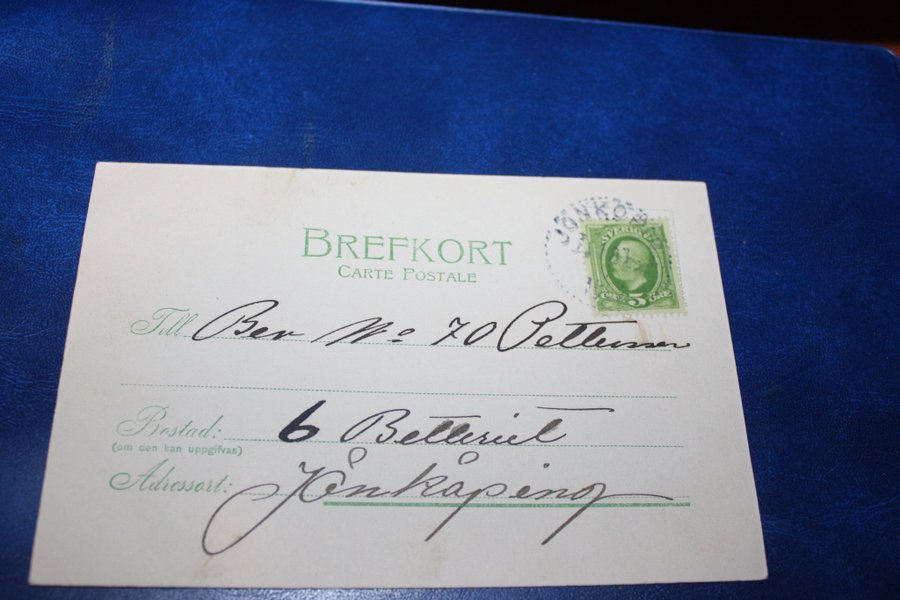 BREFKORT
CARTE POSTALE
JÖNKÖPING
SVERIGE
5
Till Bev No 70 Pettersson
Bostad: 6 Batteriet
(om den kan uppgifvas)
Adressort: Jönköping